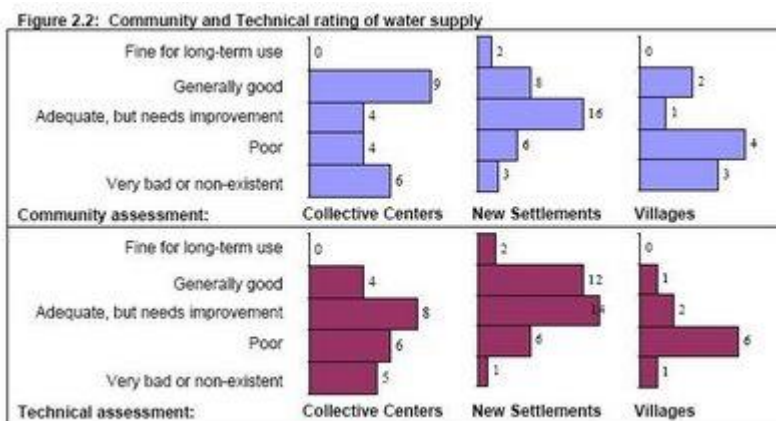 Figure 2.2: Community and Technical rating of water supply
Fine for long-term use 0 2 0
Generally good 9 8 2
Adequate, but needs improvement 4 16 1
Poor 4 6 4
Very bad or non-existent 6 3 3
Community assessment: Collective Centers New Settlements Villages
Fine for long-term use 0 2 0
Generally good 4 12 1
Adequate, but needs improvement 8 14 2
Poor 6 6 6
Very bad or non-existent 5 1 1
Technical assessment: Collective Centers New Settlements Villages